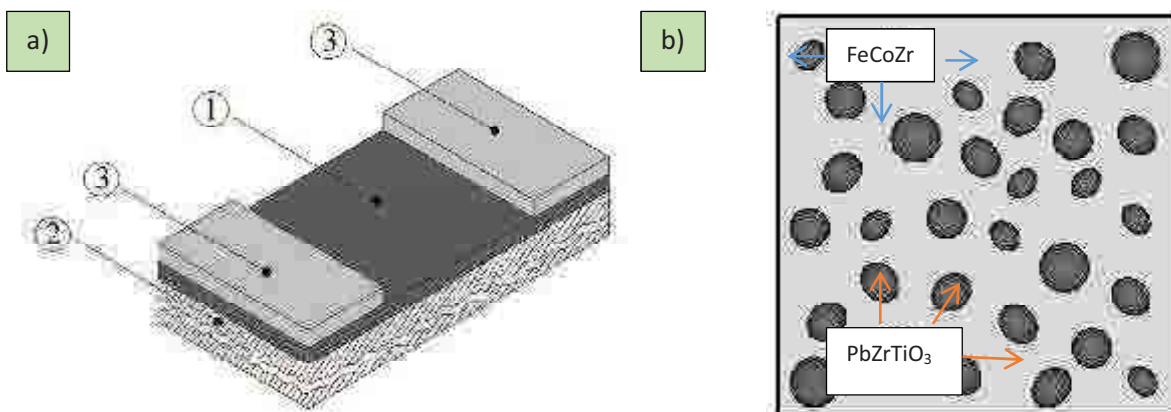 a)
③
①
③
②
b)
FeCoZr
PbZrTiO₃